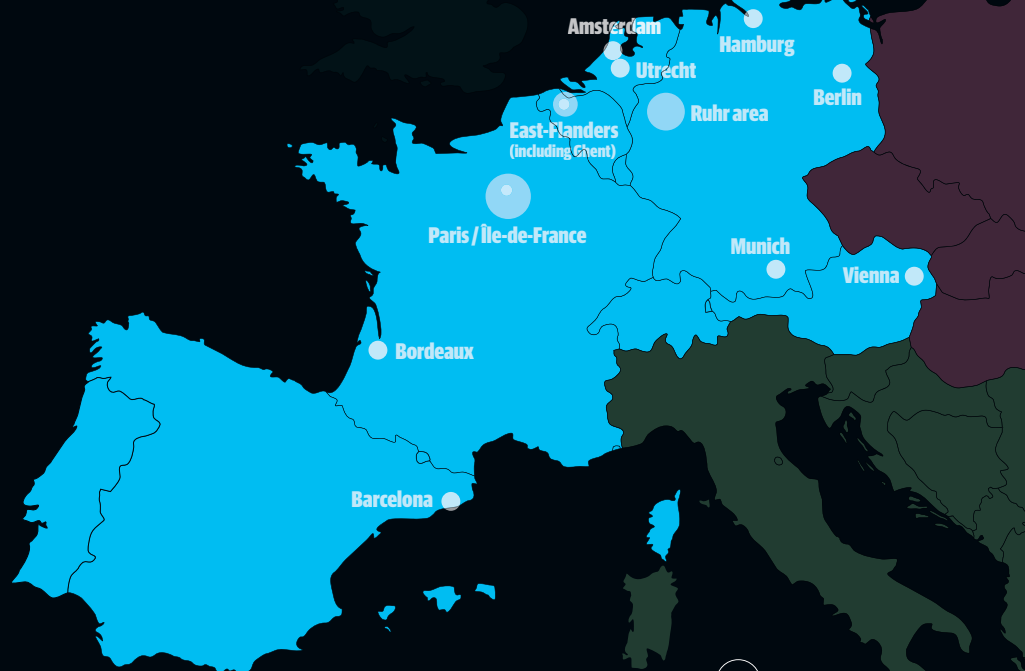 Amsterdam
Hamburg
Utrecht
Berlin
Ruhr area
East-Flanders
(including Ghent)
Paris / Île-de-France
Munich
Vienna
Bordeaux
Barcelona